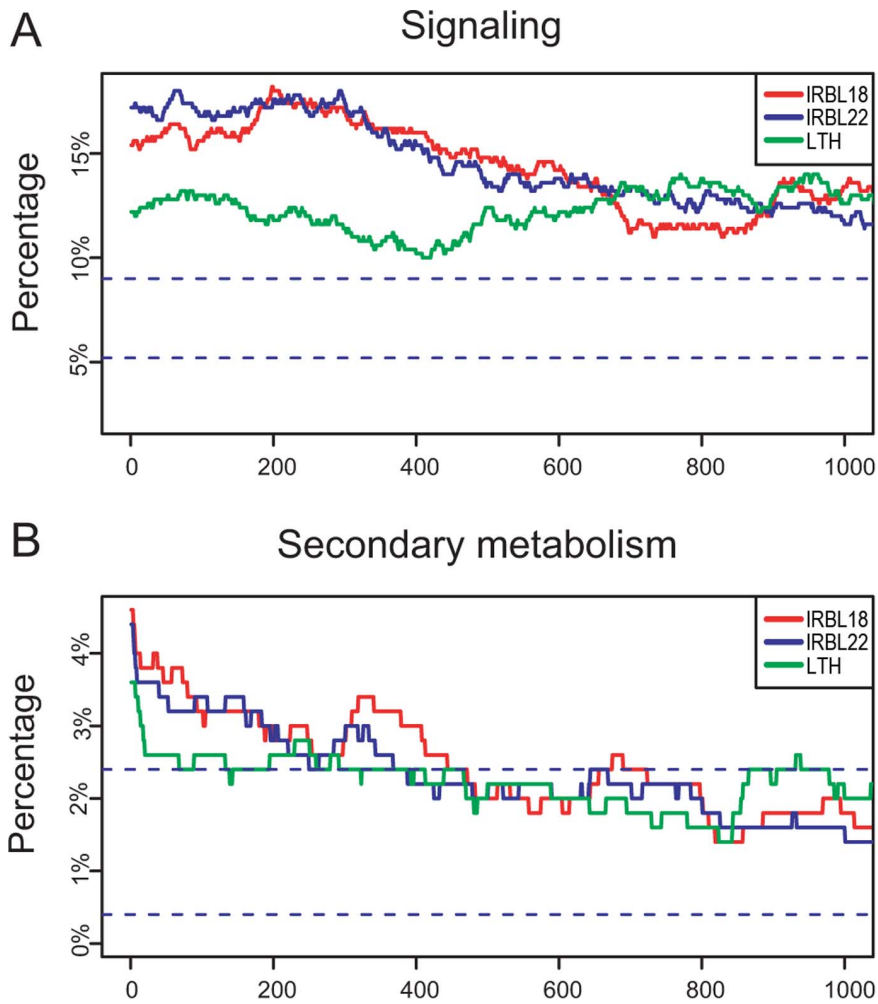 A
Signaling
IRBL18
IRBL22
LTH
Percentage
15%
10%
5%
0 200 400 600 800 1000
B
Secondary metabolism
IRBL18
IRBL22
LTH
Percentage
4%
3%
2%
1%
0%
0 200 400 600 800 1000